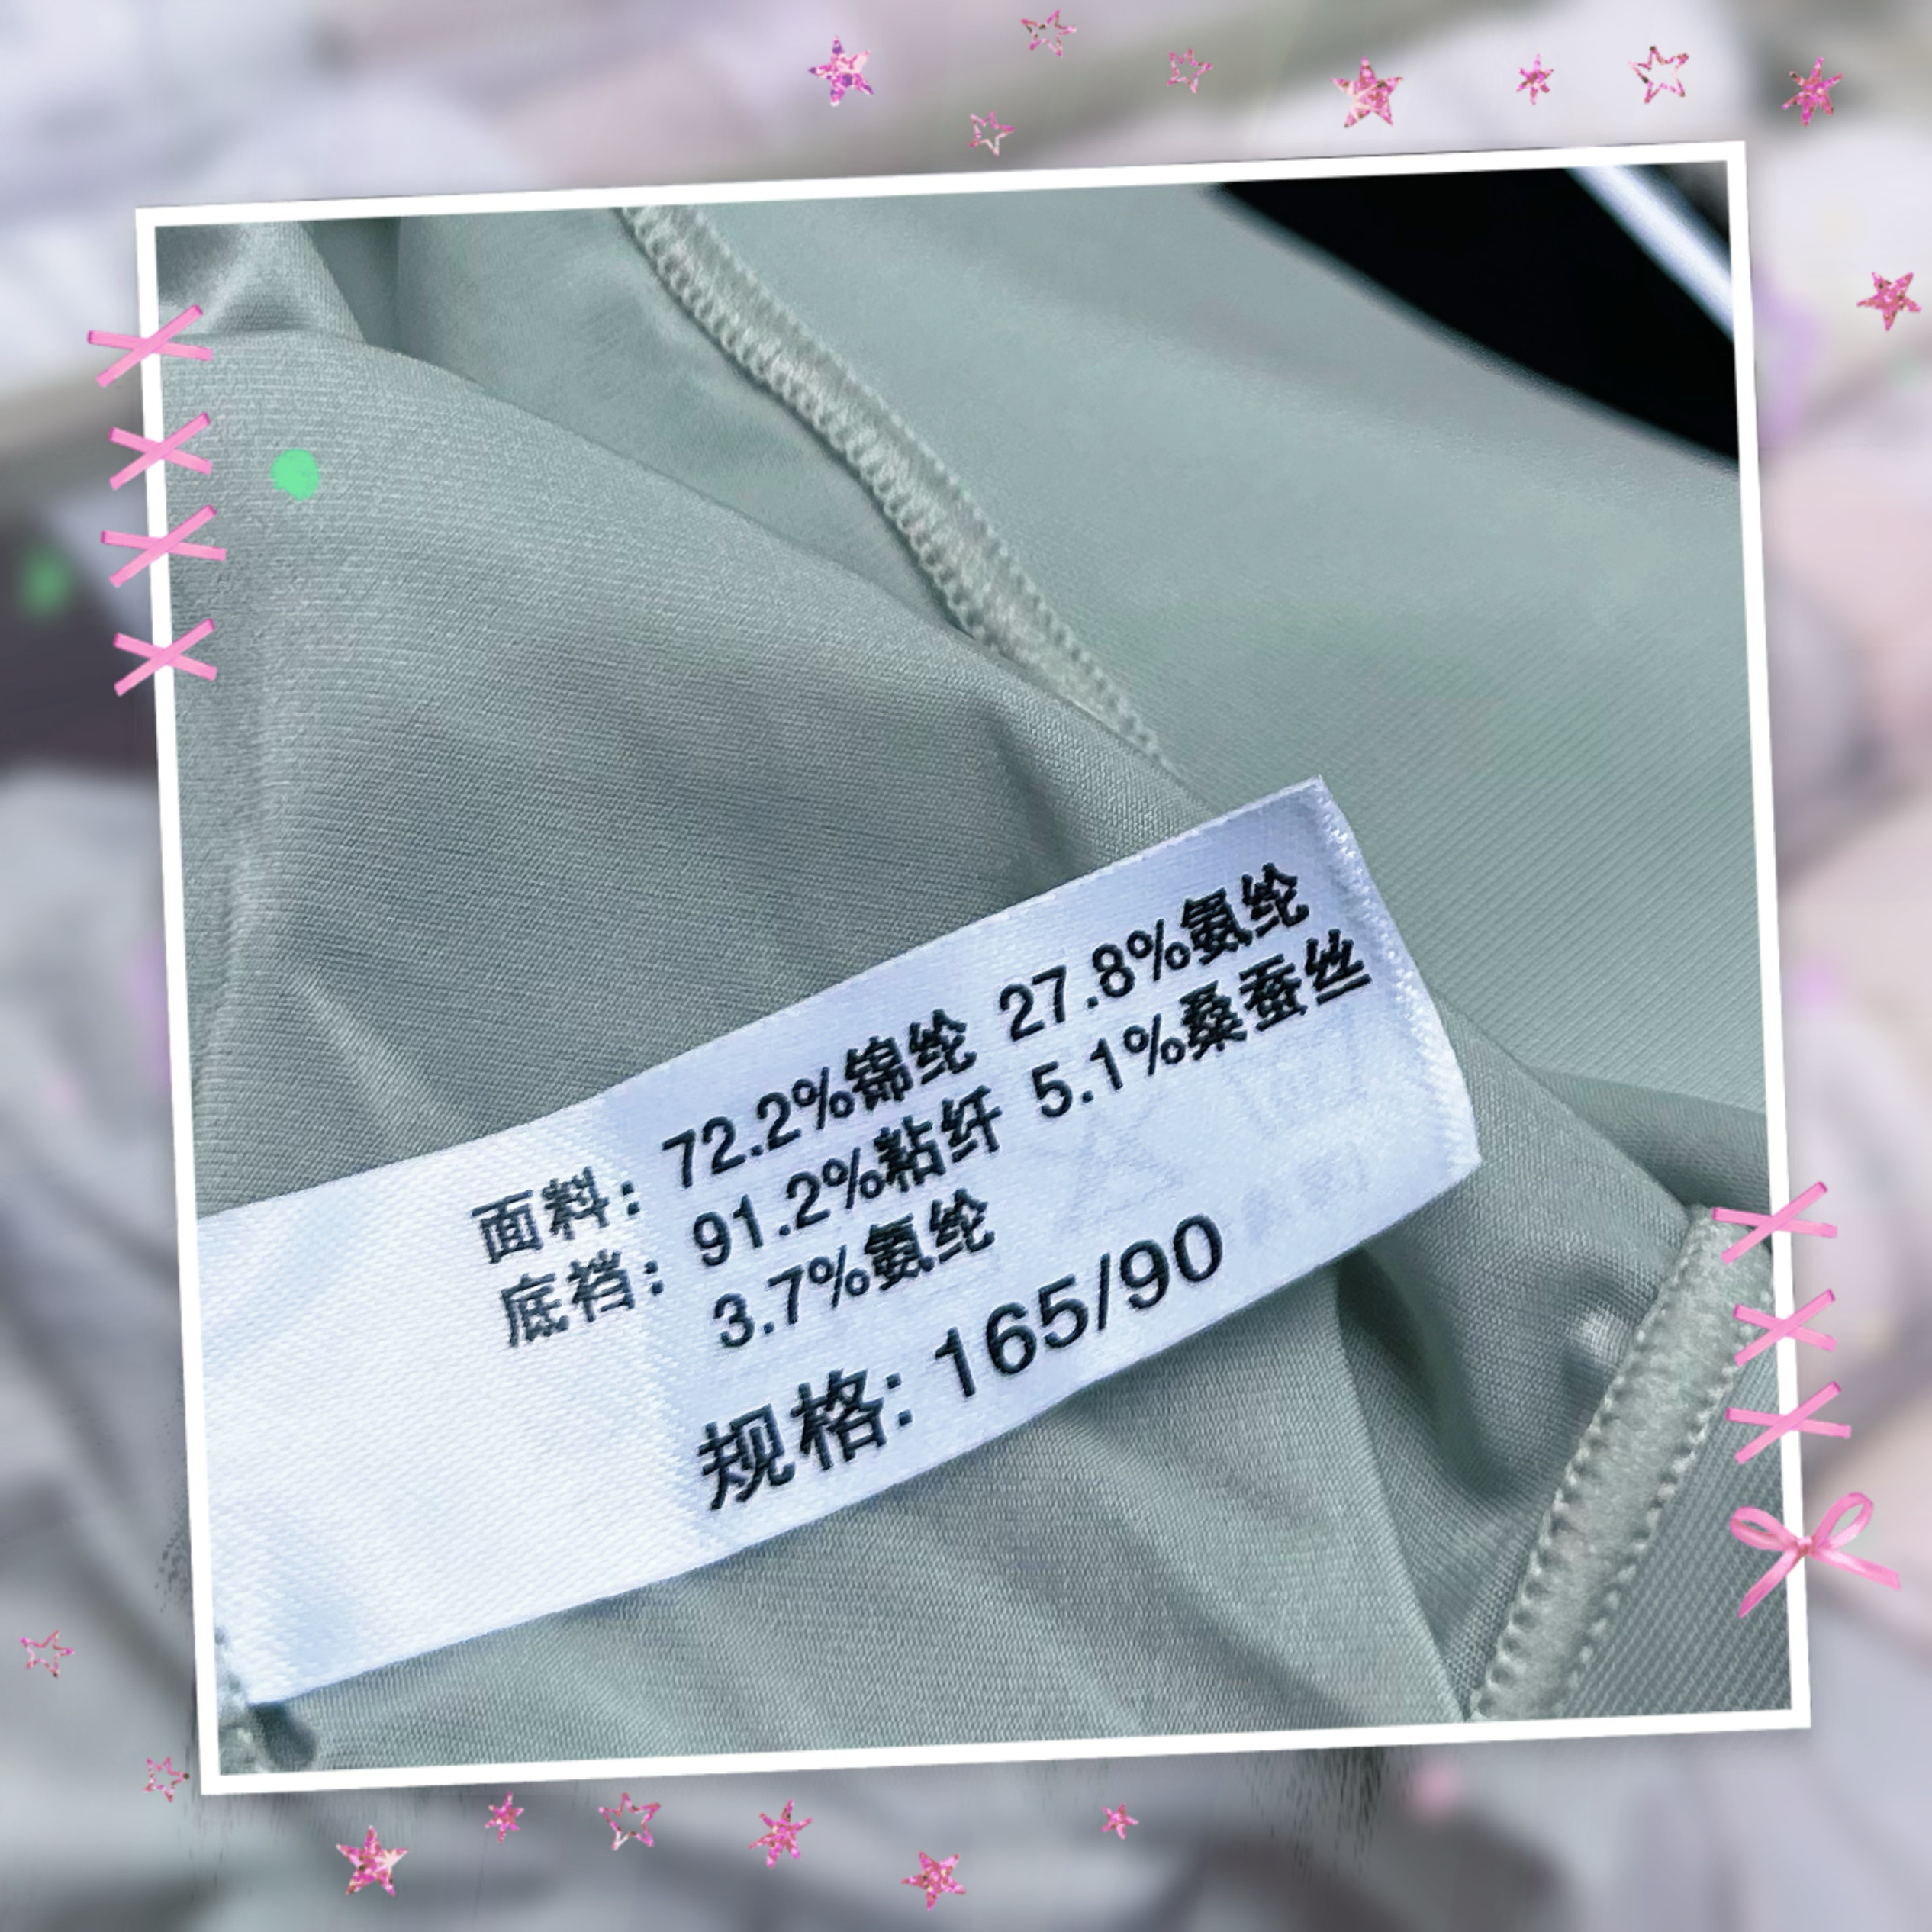 面料: 72.2%锦纶 27.8%氨纶
底裆: 91.2%粘纤 5.1%桑蚕丝
3.7%氨纶
规格: 165/90